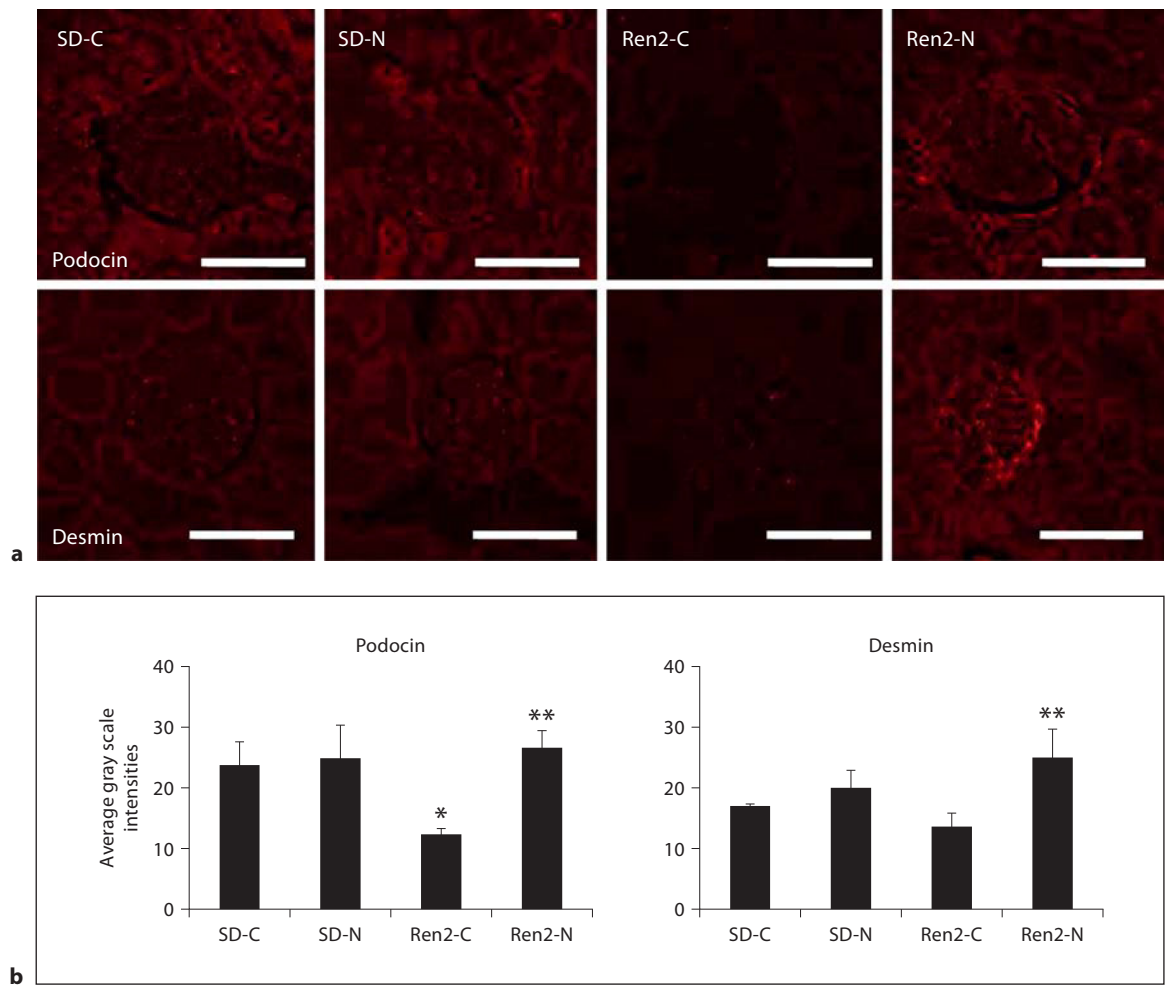 SD-C
SD-N
Ren2-C
Ren2-N
Podocin
Desmin
a
Podocin
Desmin
Average gray scale
intensities
40
30
20
10
0
*
**
SD-C
SD-N
Ren2-C
Ren2-N
40
30
20
10
0
**
SD-C
SD-N
Ren2-C
Ren2-N
b